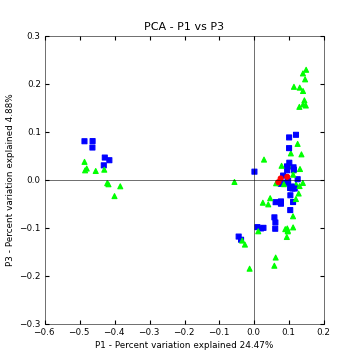 PCA - P1 vs P3
0.3
0.2
0.1
0.0
−0.1
−0.2
−0.3
P3 - Percent variation explained 4.88%
−0.6 −0.5 −0.4 −0.3 −0.2 −0.1 0.0 0.1 0.2
P1 - Percent variation explained 24.47%